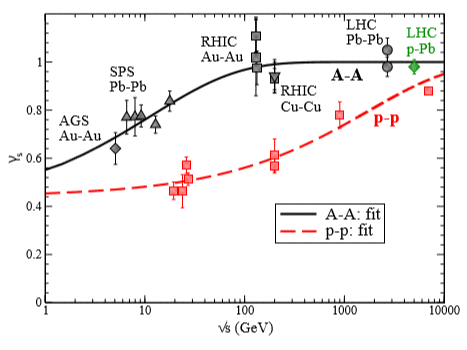 LHC
Pb-Pb
LHC
p-Pb
RHIC
Au-Au
SPS
Pb-Pb
AGS
Au-Au
A-A
RHIC
Cu-Cu
p-p
A-A: fit
p-p: fit
1
0.8
0.6
0.4
0.2
0
γs
1
10
100
1000
10000
√s (GeV)